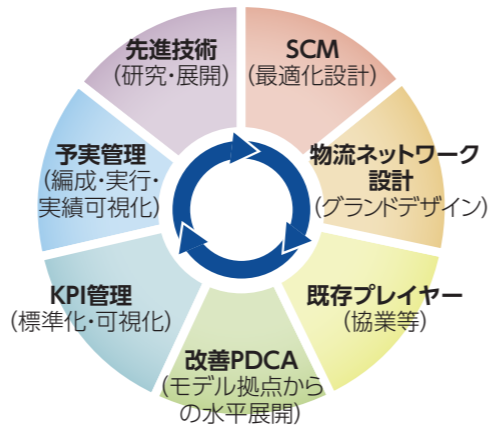 SCM
(最適化設計)
物流ネットワーク
設計
(グランドデザイン)
既存プレイヤー
(協業等)
改善PDCA
(モデル拠点から
の水平展開)
KPI管理
(標準化・可視化)
予実管理
(編成・実行・
実績可視化)
先進技術
(研究・展開)